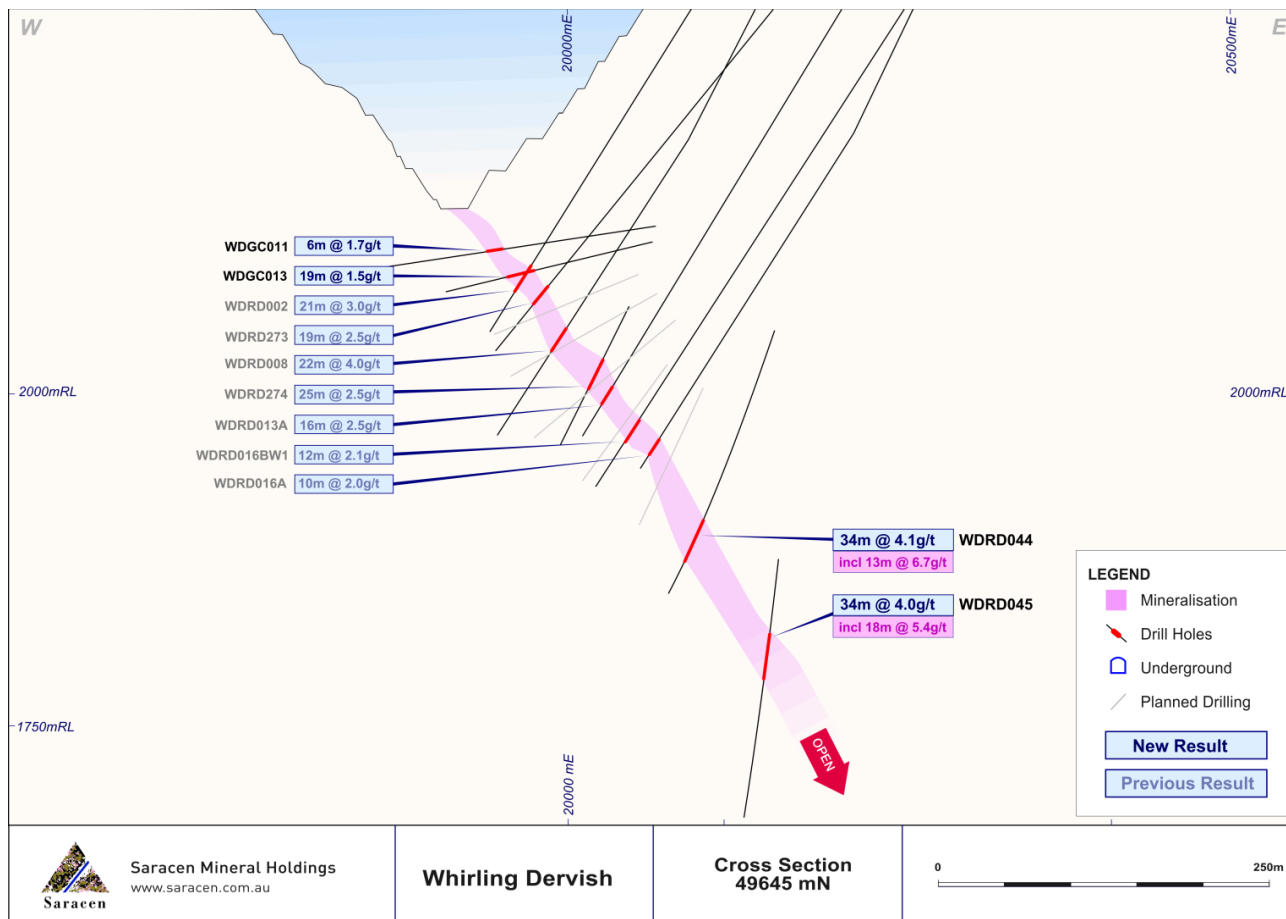 W
20000mE
20500mE
E
WDGC011 6m @ 1.7g/t
WDGC013 19m @ 1.5g/t
WDRD002 21m @ 3.0g/t
WDRD273 19m @ 2.5g/t
WDRD008 22m @ 4.0g/t
WDRD274 25m @ 2.5g/t
WDRD013A 16m @ 2.5g/t
WDRD016BW1 12m @ 2.1g/t
WDRD016A 10m @ 2.0g/t
2000mRL
2000mRL
34m @ 4.1g/t WDRD044
incl 13m @ 6.7g/t
34m @ 4.0g/t WDRD045
incl 18m @ 5.4g/t
1750mRL
OPEN
20000 mE
LEGEND
Mineralisation
Drill Holes
Underground
Planned Drilling
New Result
Previous Result
Saracen
Saracen Mineral Holdings
www.saracen.com.au
Whirling Dervish
Cross Section
49645 mN
0 250m